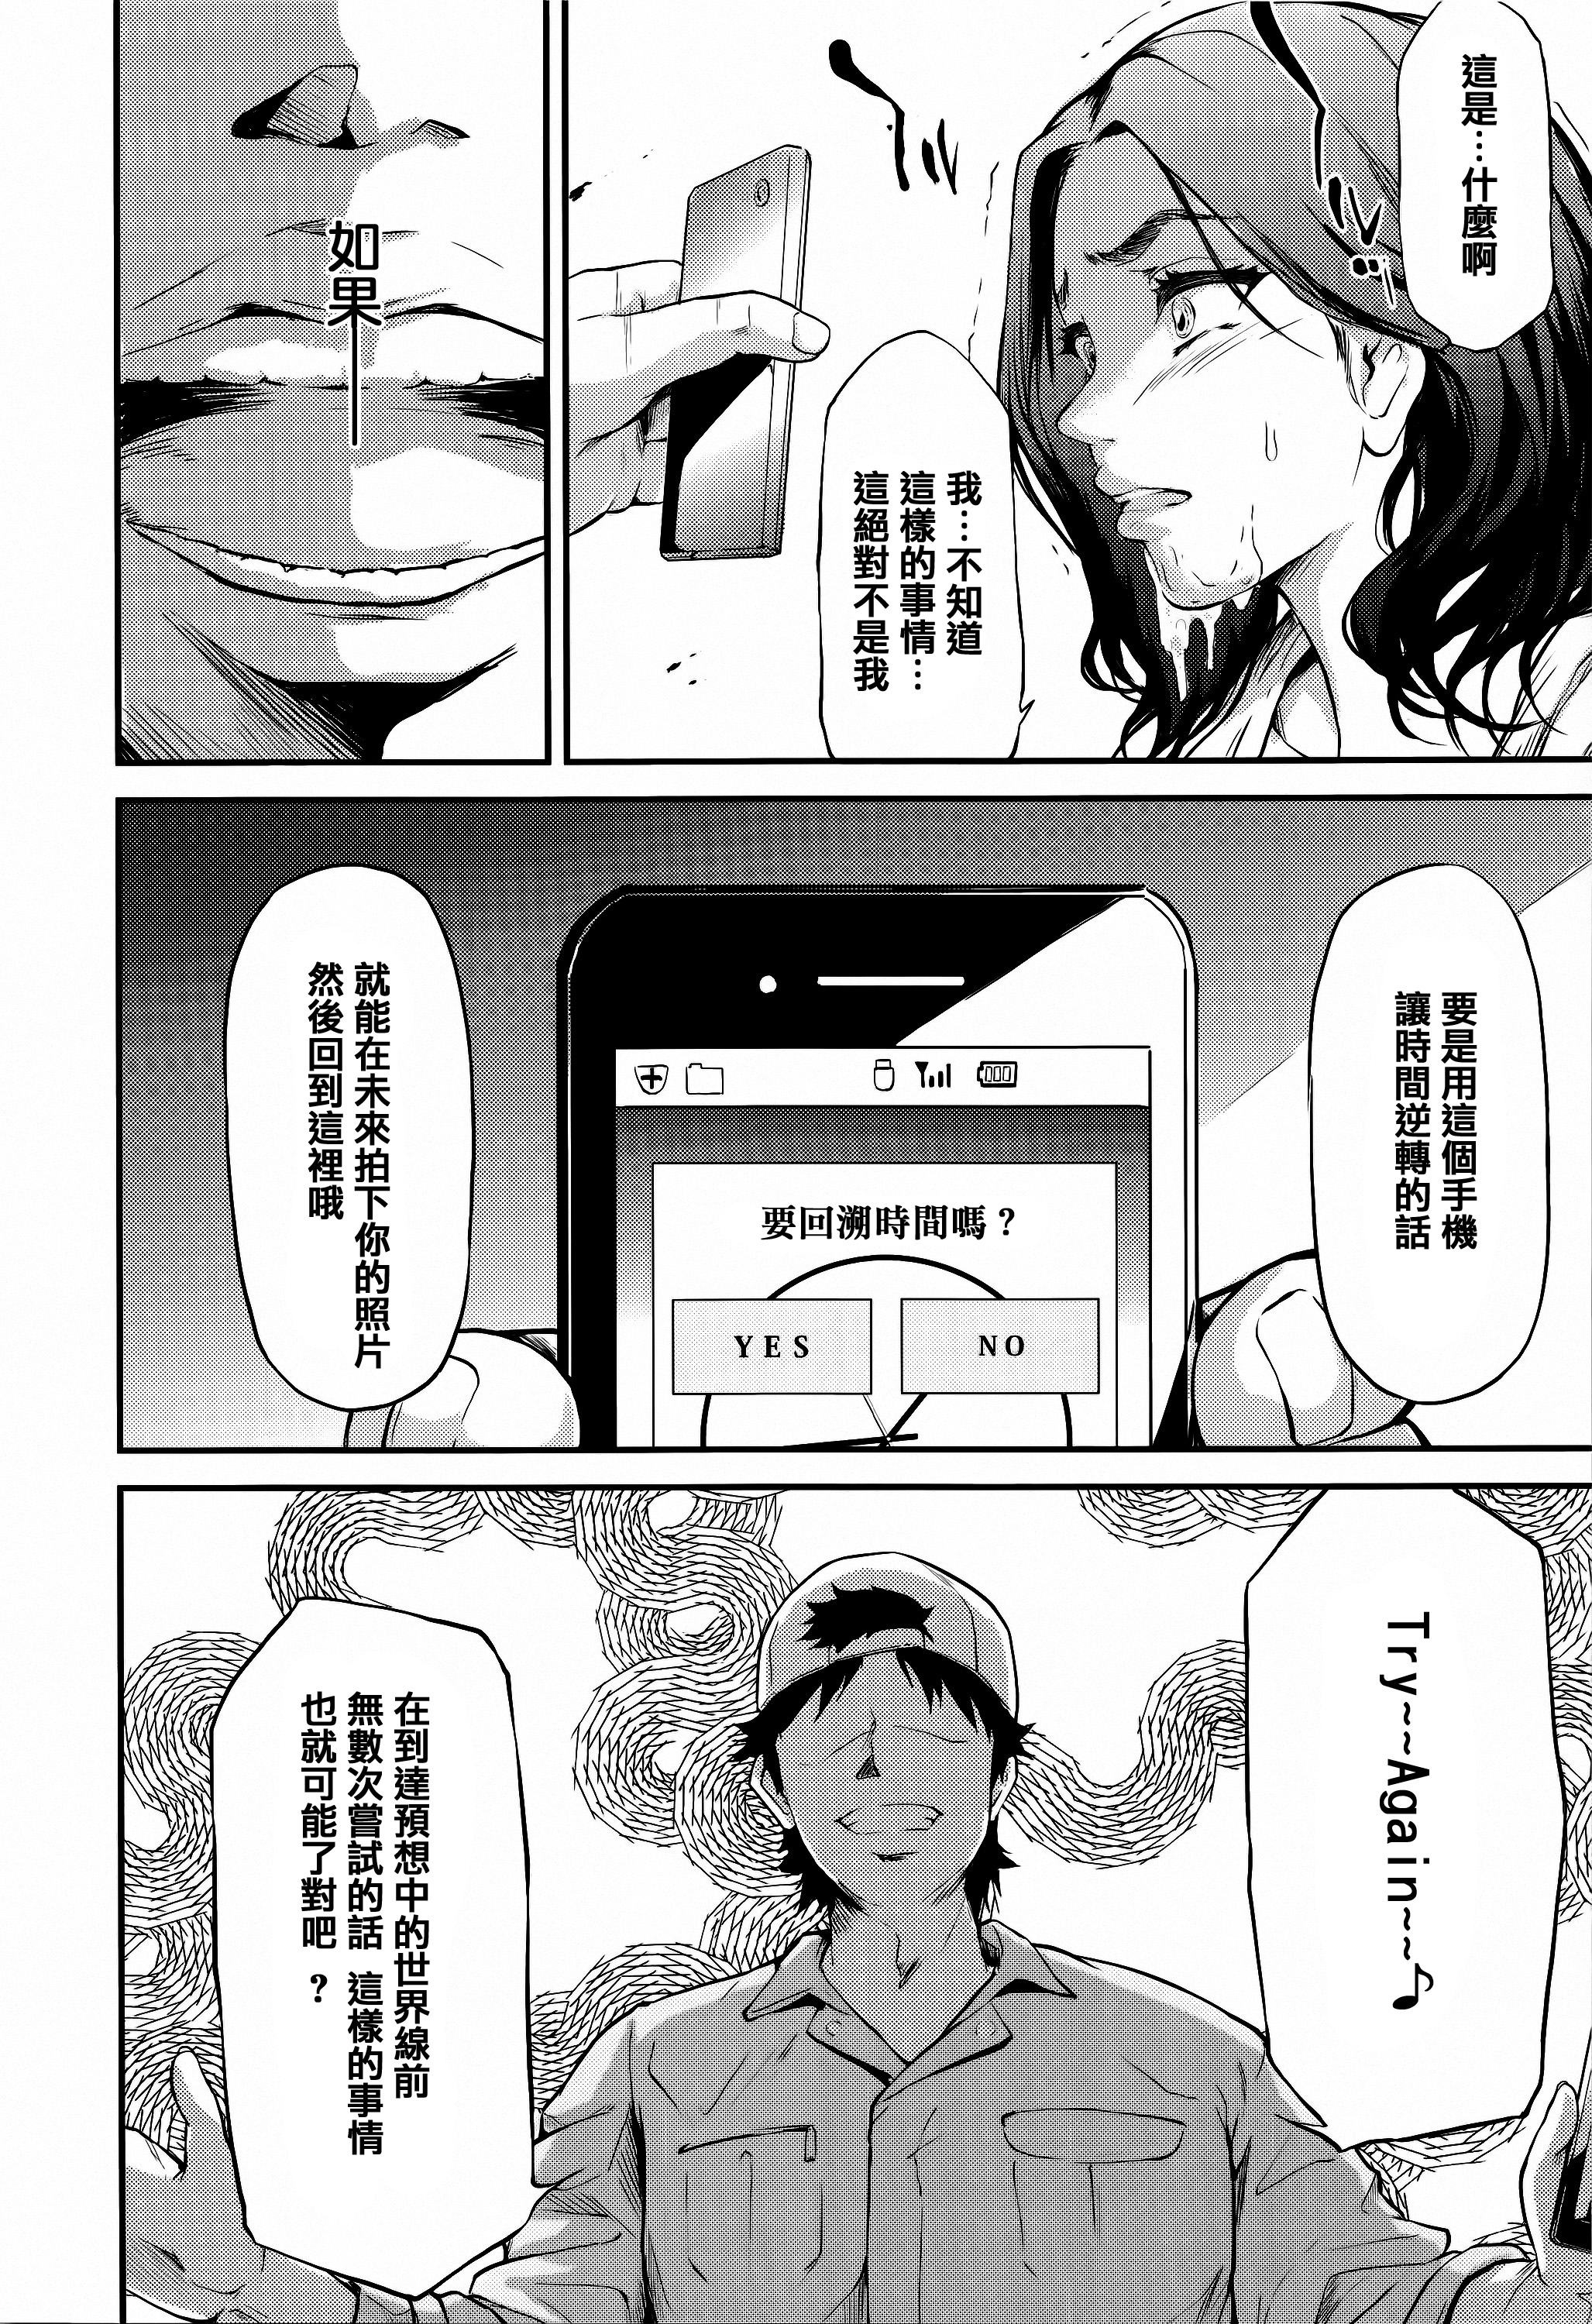 這是…什麼啊
我…不知道
這樣的事情…
這絕對不是我
如果——
要是用這個手機
讓時間逆轉的話
要回溯時間嗎？
YES
NO
就能在未來拍下你的照片
然後回到這裡哦
Try~~Again~~♪
在到達預想中的世界線前
無數次嘗試的話 這樣的事情
也就可能了對吧？